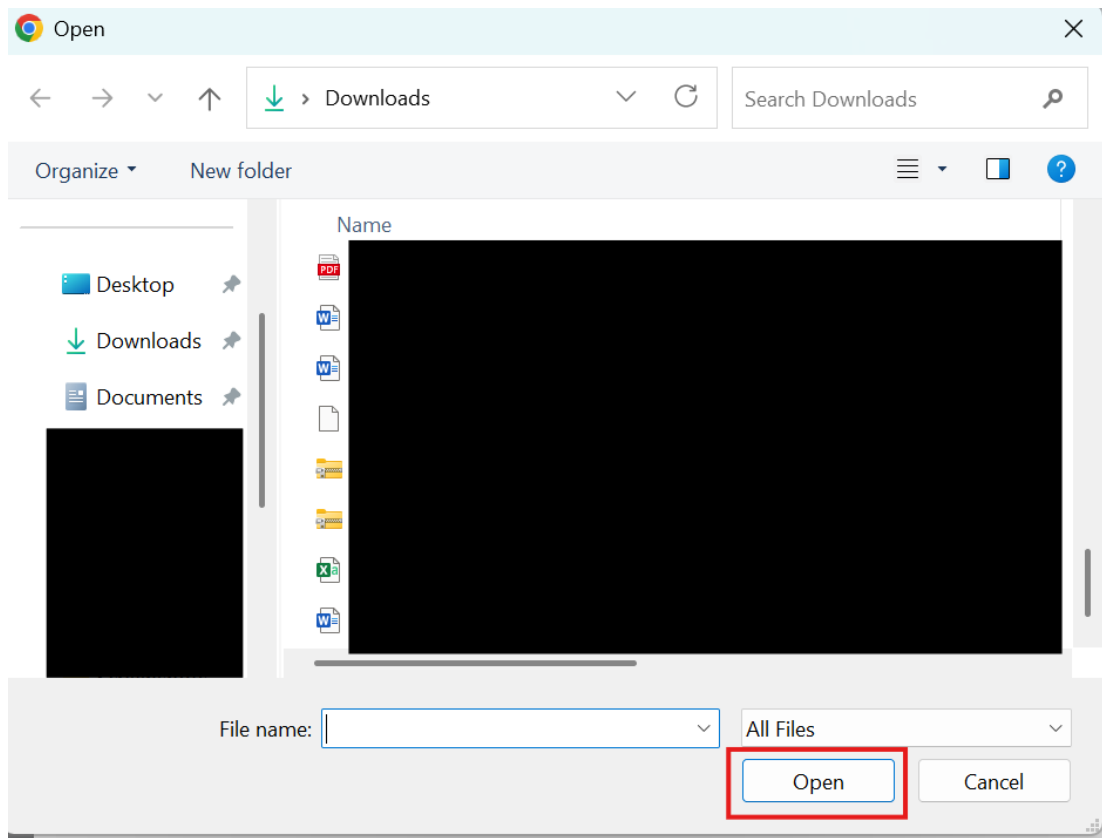 Open
Downloads
Search Downloads
Organize
New folder
Name
Desktop
Downloads
Documents
PDF
W
W
X a
W
File name:
All Files
Open
Cancel